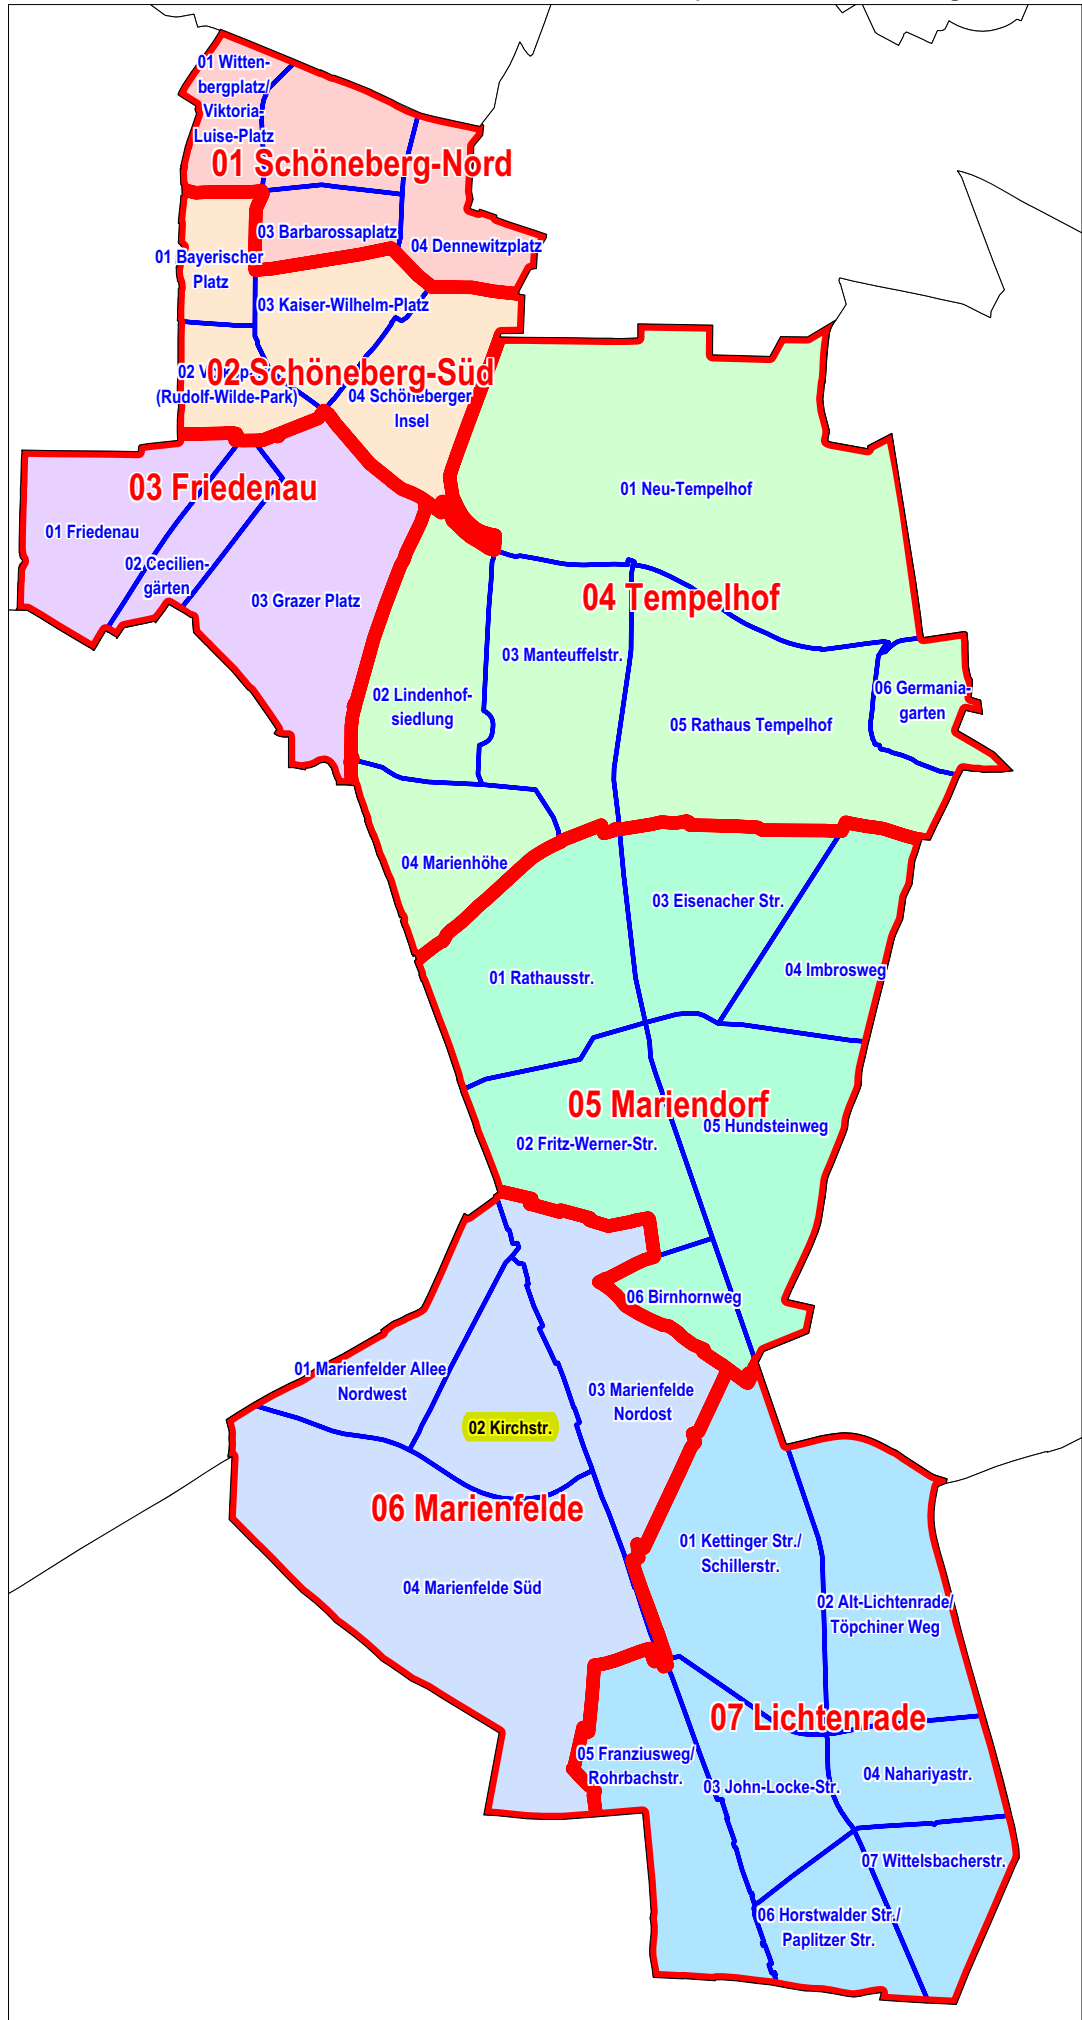 01 Witten-
bergplatz/
Viktoria-
Luise-Platz
01 Schöneberg-Nord
03 Barbarossaplatz
04 Dennewitzplatz
01 Bayerischer
Platz
03 Kaiser-Wilhelm-Platz
02 Schöneberg-Süd
02
(Rudolf-Wilde-Park)
04 Schöneberger
Insel
03 Friedenau
01 Friedenau
02 Cecilien-
gärten
03 Grazer Platz
01 Neu-Tempelhof
04 Tempelhof
03 Manteuffelstr.
02 Lindenhof-
siedlung
06 Germania-
garten
05 Rathaus Tempelhof
04 Marienhöhe
03 Eisenacher Str.
01 Rathausstr.
04 Imbrosweg
05 Mariendorf
05 Hundsteinweg
02 Fritz-Werner-Str.
06 Birnhornweg
01 Marienfelder Allee
Nordwest
03 Marienfelde
Nordost
02 Kirchstr.
06 Marienfelde
04 Marienfelde Süd
01 Kettinger Str./
Schillerstr.
02 Alt-Lichtenrade/
Töpchiner Weg
07 Lichtenrade
05 Franziusweg/
Rohrbachstr.
03 John-Locke-Str.
04 Nahariyastr.
07 Wittelsbacherstr.
06 Horstwalder Str./
Paplitzer Str.